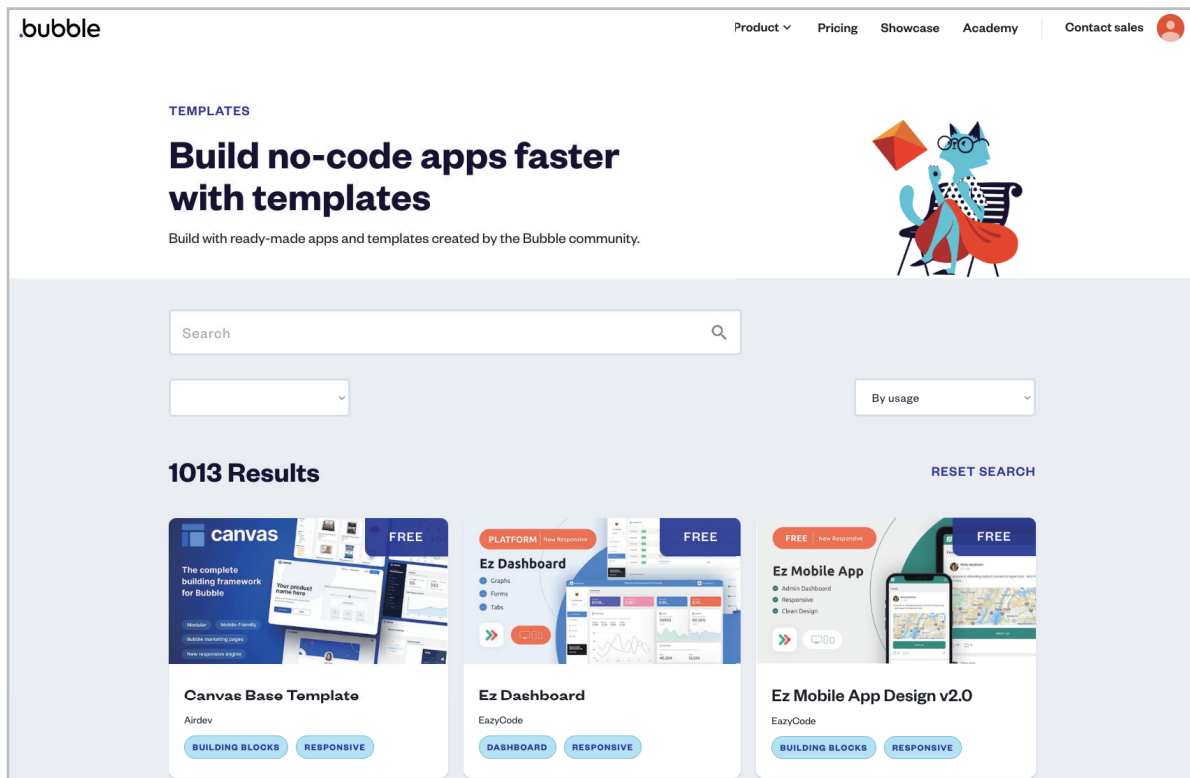 .bubble
Product
Pricing
Showcase
Academy
Contact sales
TEMPLATES
Build no-code apps faster
with templates
Build with ready-made apps and templates created by the Bubble community.
Search
By usage
1013 Results
RESET SEARCH
canvas
FREE
The complete
building framework
for Bubble
Your product
name here
Modular
Mobile-friendly
Bubble marketing pages
New responsive engine
Canvas Base Template
Airdev
BUILDING BLOCKS
RESPONSIVE
PLATFORM New Responsive
FREE
Ez Dashboard
Graphs
Forms
Tabs
Ez Dashboard
EazyCode
DASHBOARD
RESPONSIVE
FREE New Responsive
FREE
Ez Mobile App
Admin Dashboard
Responsive
Clean Design
Ez Mobile App Design v2.0
EazyCode
BUILDING BLOCKS
RESPONSIVE